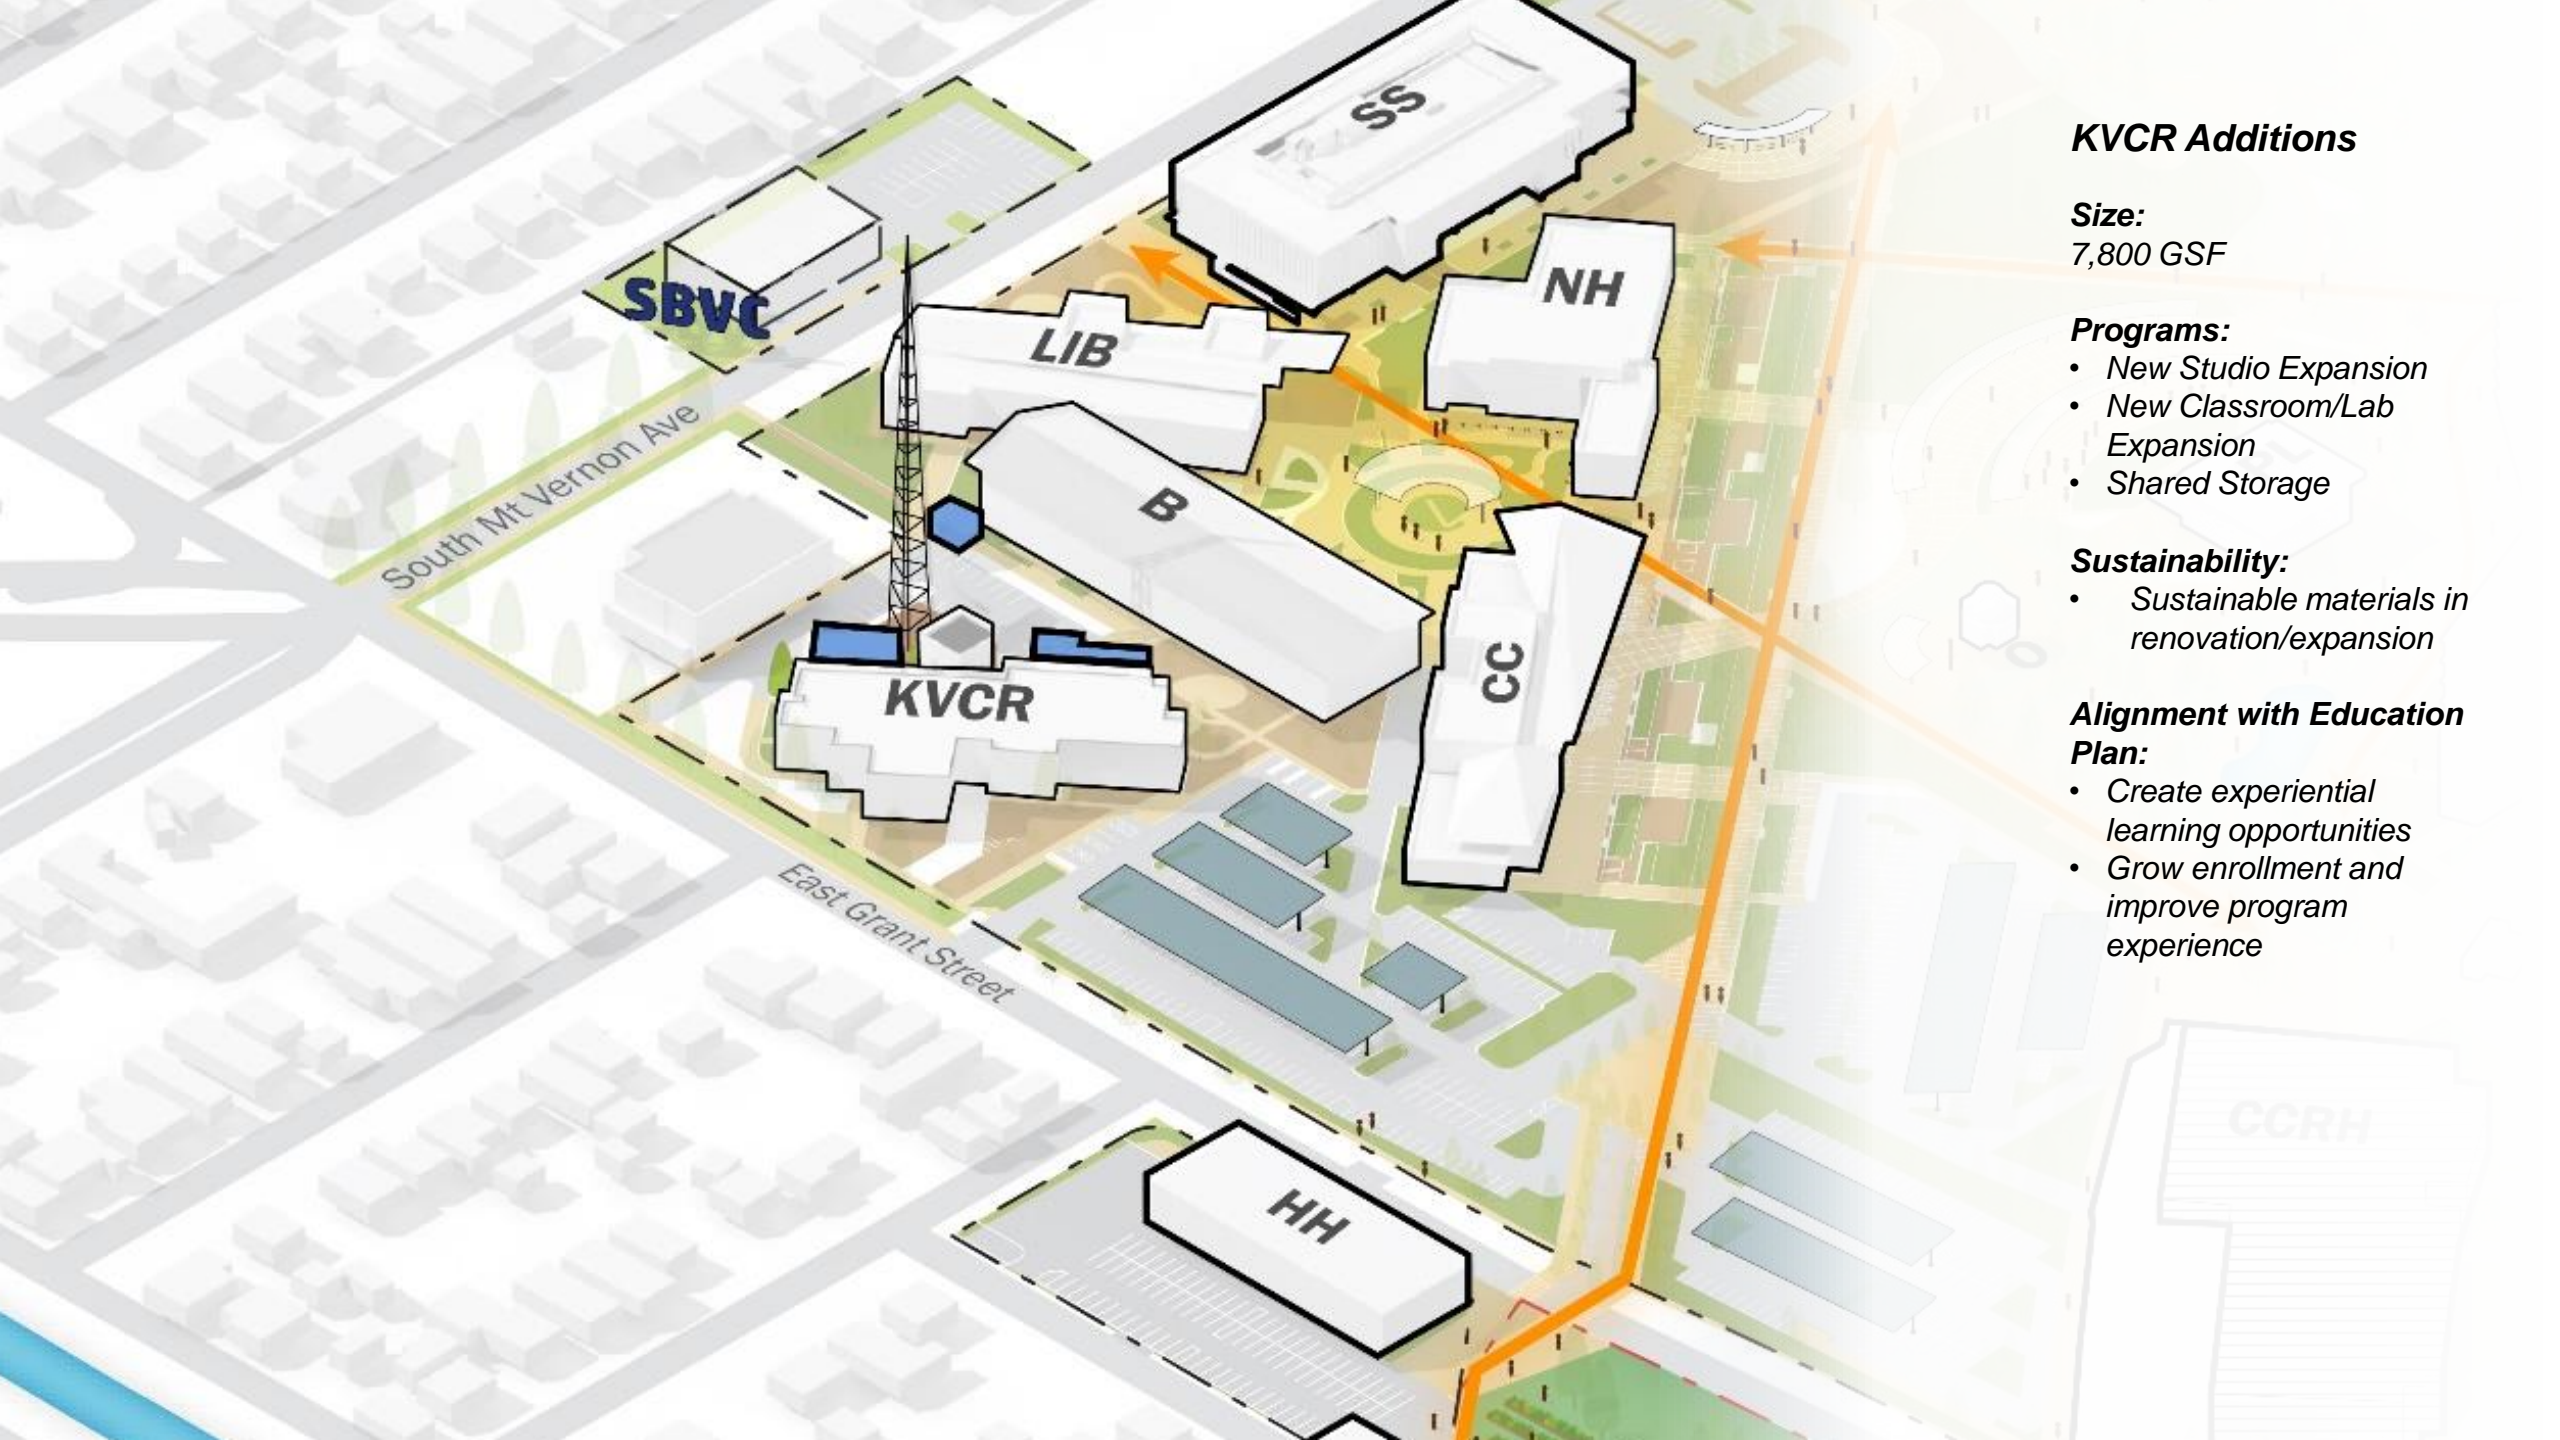 KVCR Additions
Size:
7,800 GSF
Programs:
• New Studio Expansion
• New Classroom/Lab
Expansion
• Shared Storage
Sustainability:
• Sustainable materials in
renovation/expansion
Alignment with Education
Plan:
• Create experiential
learning opportunities
• Grow enrollment and
improve program
experience
SS
NH
SBVC
LIB
South Mt Vernon Ave
B
CC
KVCR
East Grant Street
CCRH
HH